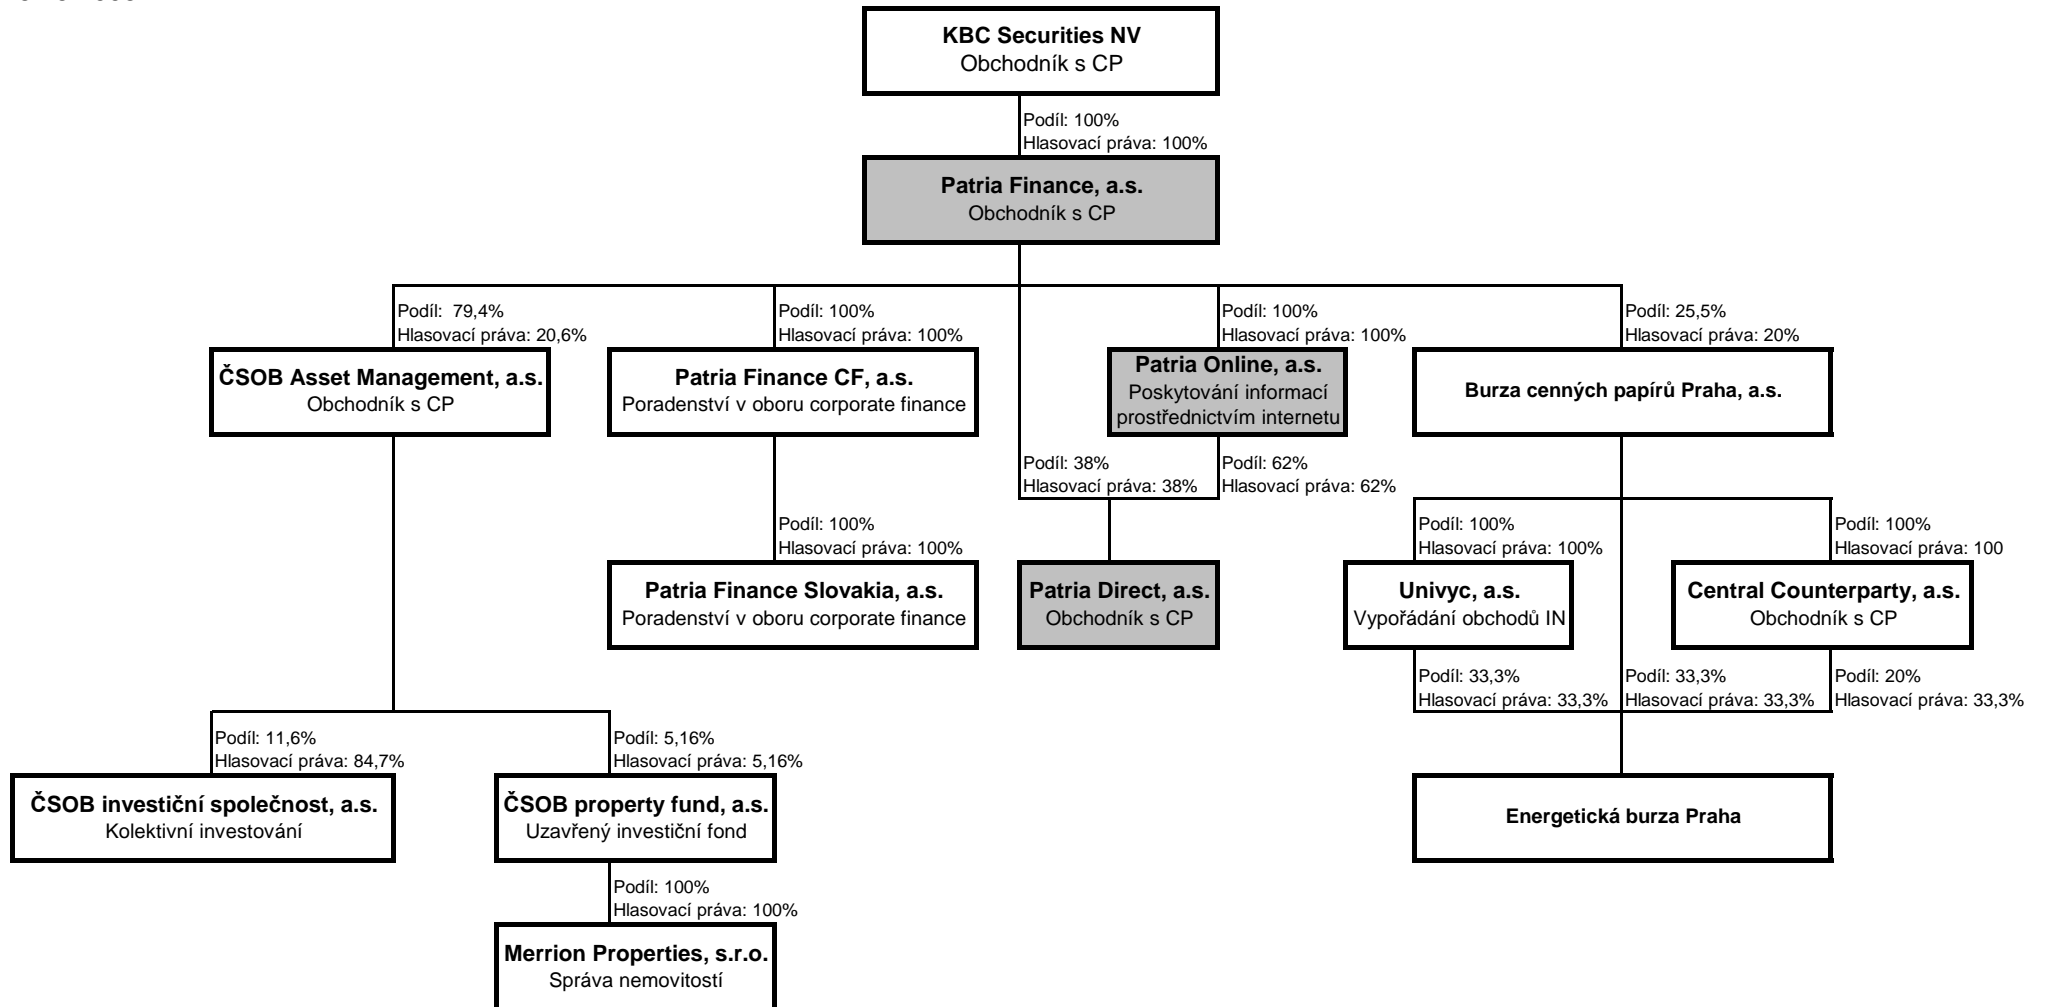 KBC Securities NV
Obchodník s CP
Podíl: 100%
Hlasovací práva: 100%
Patria Finance, a.s.
Obchodník s CP
Podíl:  79,4%
Hlasovací práva: 20,6%
Podíl: 100%
Hlasovací práva: 100%
Podíl: 100%
Hlasovací práva: 100%
Podíl: 25,5%
Hlasovací práva: 20%
ČSOB Asset Management, a.s.
Obchodník s CP
Patria Finance CF, a.s.
Poradenství v oboru corporate finance
Patria Online, a.s.
Poskytování informací
prostřednictvím internetu
Burza cenných papírů Praha, a.s.
Podíl: 38%
Hlasovací práva: 38%
Podíl: 62%
Hlasovací práva: 62%
Podíl: 100%
Hlasovací práva: 100%
Podíl: 100%
Hlasovací práva: 100%
Podíl: 100%
Hlasovací práva: 100
Patria Finance Slovakia, a.s.
Poradenství v oboru corporate finance
Patria Direct, a.s.
Obchodník s CP
Univyc, a.s.
Vypořádání obchodů IN
Central Counterparty, a.s.
Obchodník s CP
Podíl: 33,3%
Hlasovací práva: 33,3%
Podíl: 33,3%
Hlasovací práva: 33,3%
Podíl: 20%
Hlasovací práva: 33,3%
Podíl: 11,6%
Hlasovací práva: 84,7%
Podíl: 5,16%
Hlasovací práva: 5,16%
ČSOB investiční společnost, a.s.
Kolektivní investování
ČSOB property fund, a.s.
Uzavřený investiční fond
Energetická burza Praha
Podíl: 100%
Hlasovací práva: 100%
Merrion Properties, s.r.o.
Správa nemovitostí